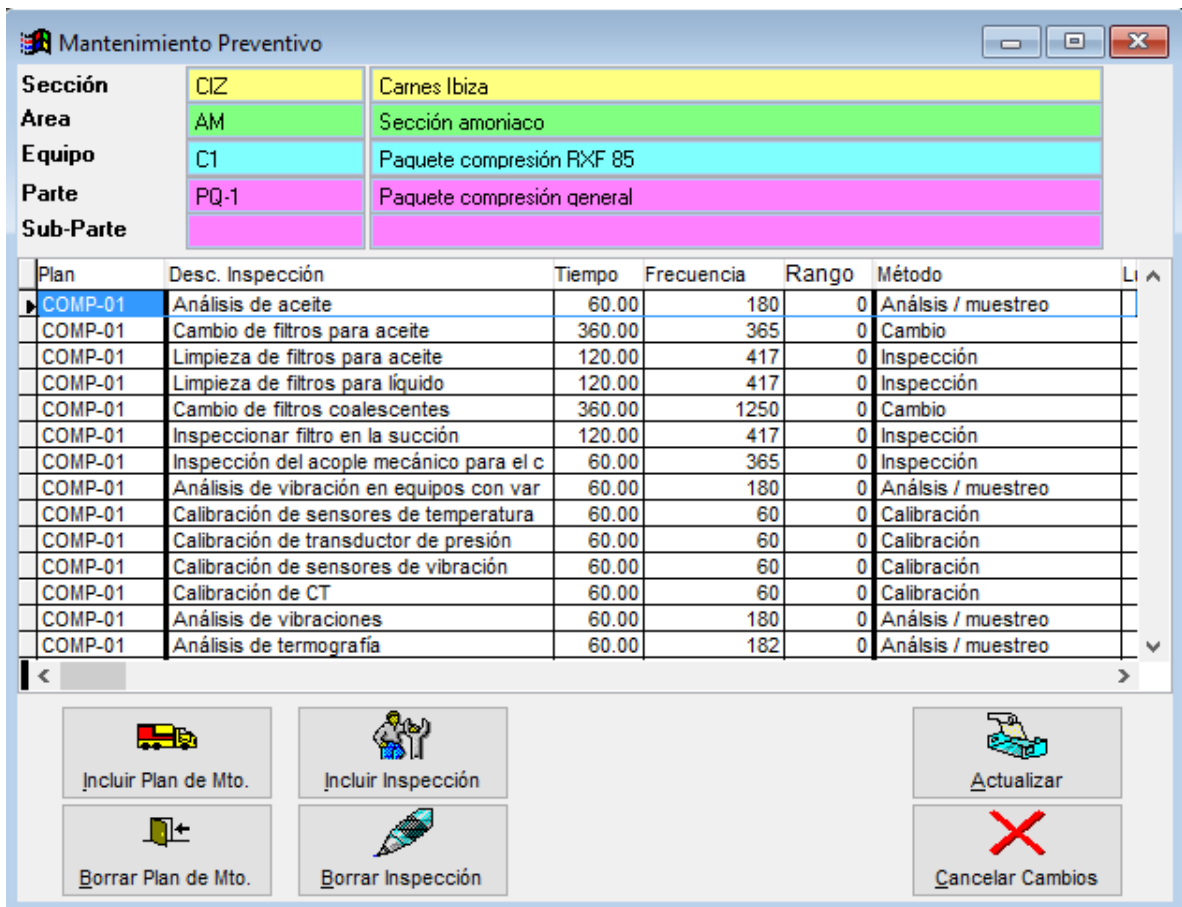 Mantenimiento Preventivo
Sección CIZ Carnes Ibiza
Area AM Sección amoniaco
Equipo C1 Paquete compresión RXF 85
Parte PQ-1 Paquete compresión general
Sub-Parte
Plan Desc. Inspección Tiempo Frecuencia Rango Método
COMP-01 Análisis de aceite 60.00 180 0 Análsis / muestreo
COMP-01 Cambio de filtros para aceite 360.00 365 0 Cambio
COMP-01 Limpieza de filtros para aceite 120.00 417 0 Inspección
COMP-01 Limpieza de filtros para líquido 120.00 417 0 Inspección
COMP-01 Cambio de filtros coalescentes 360.00 1250 0 Cambio
COMP-01 Inspeccionar filtro en la succión 120.00 417 0 Inspección
COMP-01 Inspección del acople mecánico para el c 60.00 365 0 Inspección
COMP-01 Análisis de vibración en equipos con var 60.00 180 0 Análsis / muestreo
COMP-01 Calibración de sensores de temperatura 60.00 60 0 Calibración
COMP-01 Calibración de transductor de presión 60.00 60 0 Calibración
COMP-01 Calibración de sensores de vibración 60.00 60 0 Calibración
COMP-01 Calibración de CT 60.00 60 0 Calibración
COMP-01 Análisis de vibraciones 60.00 180 0 Análsis / muestreo
COMP-01 Análisis de termografía 60.00 182 0 Análsis / muestreo
Incluir Plan de Mto. Incluir Inspección Actualizar
Borrar Plan de Mto. Borrar Inspección Cancelar Cambios